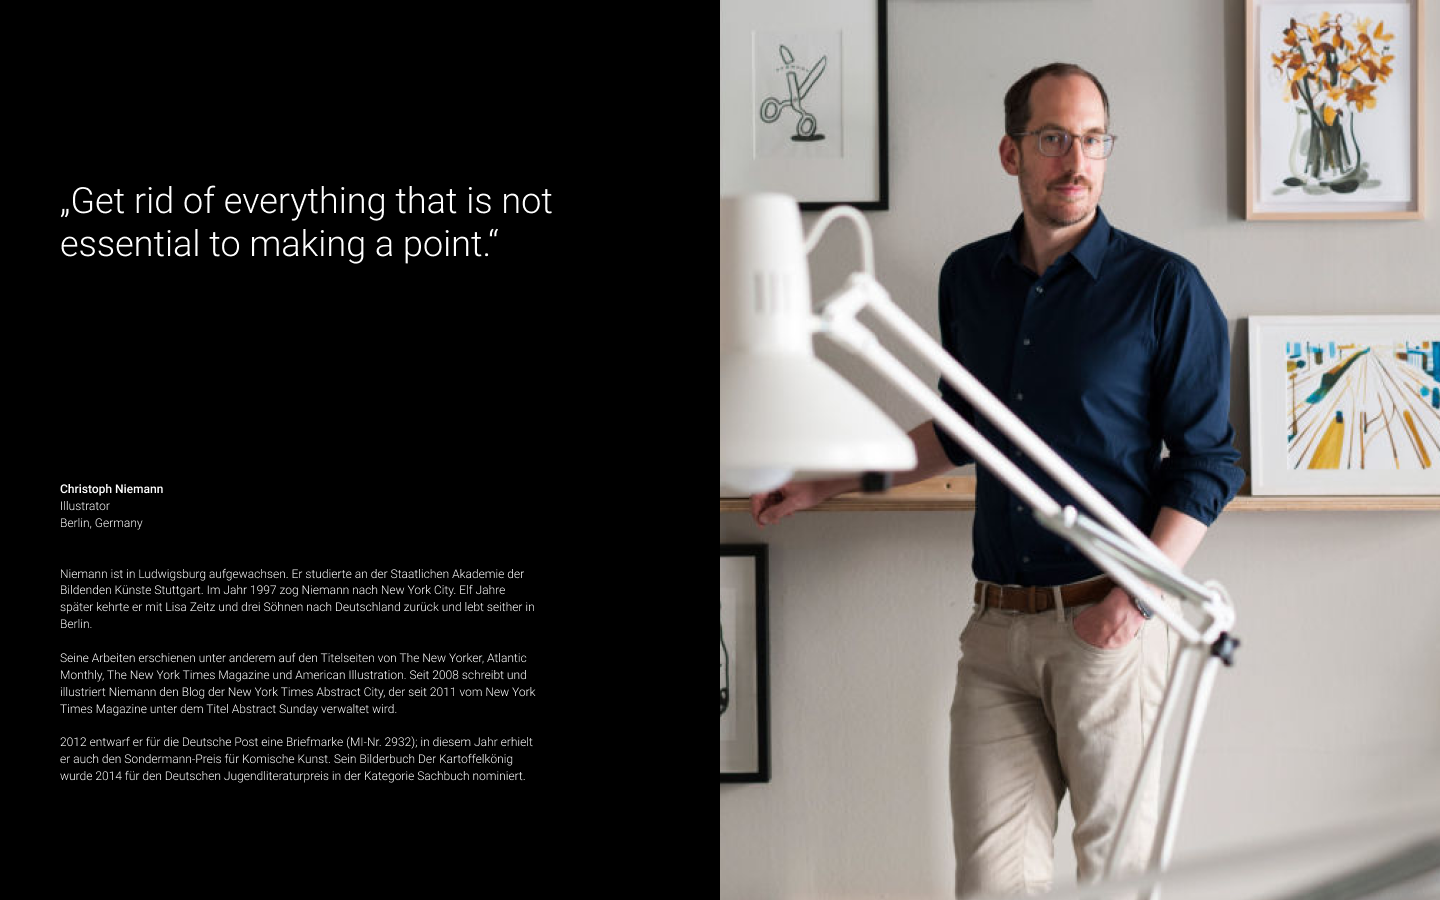 „Get rid of everything that is not
essential to making a point.“
Christoph Niemann
Illustrator
Berlin, Germany
Niemann ist in Ludwigsburg aufgewachsen. Er studierte an der Staatlichen Akademie der
Bildenden Künste Stuttgart. Im Jahr 1997 zog Niemann nach New York City. Elf Jahre
später kehrte er mit Lisa Zeitz und drei Söhnen nach Deutschland zurück und lebt seither in
Berlin.
Seine Arbeiten erschienen unter anderem auf den Titelseiten von The New Yorker, Atlantic
Monthly, The New York Times Magazine und American Illustration. Seit 2008 schreibt und
illustriert Niemann den Blog der New York Times Abstract City, der seit 2011 vom New York
Times Magazine unter dem Titel Abstract Sunday verwaltet wird.
2012 entwarf er für die Deutsche Post eine Briefmarke (MI-Nr. 2932); in diesem Jahr erhielt
er auch den Sondermann-Preis für Komische Kunst. Sein Bilderbuch Der Kartoffelkönig
wurde 2014 für den Deutschen Jugendliteraturpreis in der Kategorie Sachbuch nominiert.